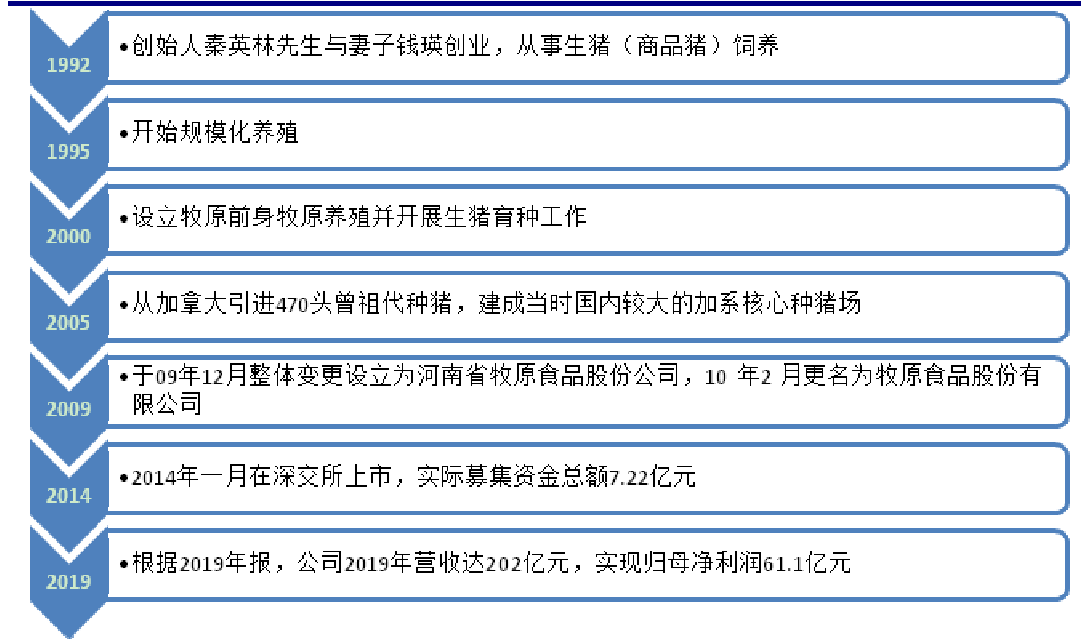 1992
•创始人秦英林先生与妻子钱瑛创业，从事生猪（商品猪）饲养
1995
•开始规模化养殖
2000
•设立牧原前身牧原养殖并开展生猪育种工作
2005
•从加拿大引进470头曾祖代种猪，建成当时国内较大的加系核心种猪场
2009
•于09年12月整体变更设立为河南省牧原食品股份公司，10 年2 月更名为牧原食品股份有
限公司
2014
•2014年一月在深交所上市，实际募集资金总额7.22亿元
2019
•根据2019年报，公司2019年营收达202亿元，实现归母净利润61.1亿元